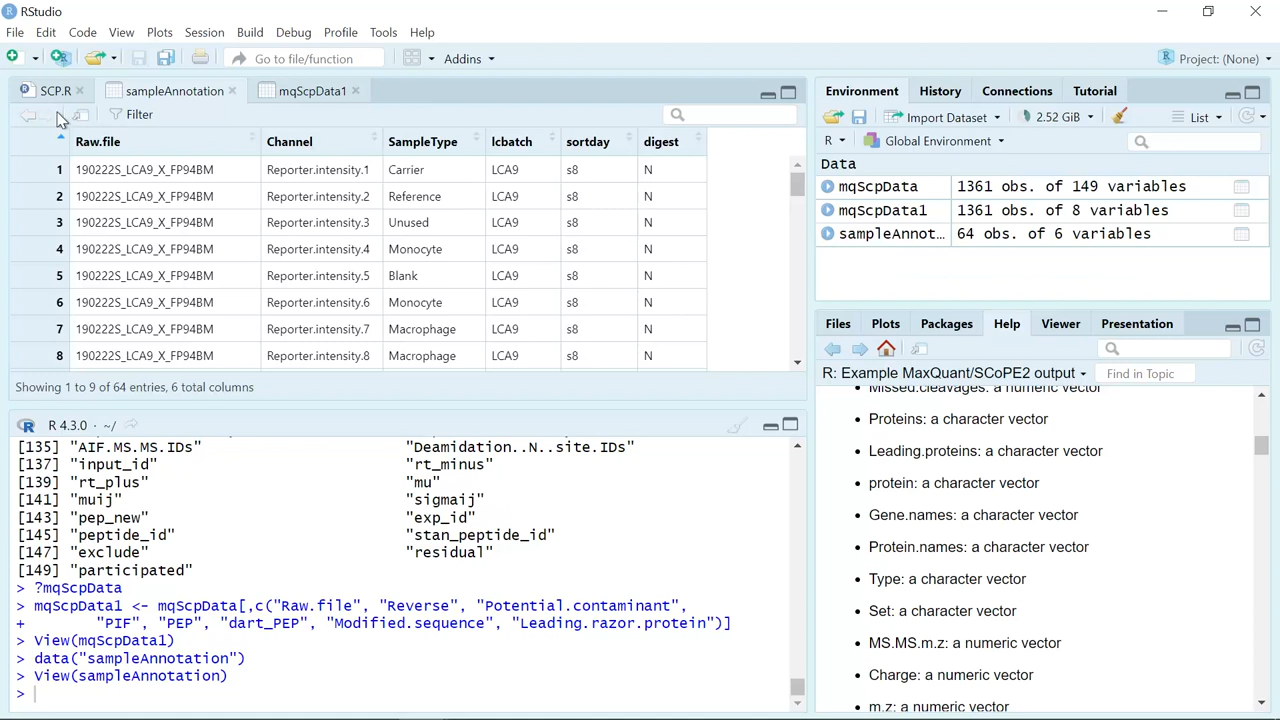 RStudio
File Edit Code View Plots Session Build Debug Profile Tools Help
Go to file/function Addins Project: (None)
SCP.R sampleAnnotation mqScpData1
Filter
Raw.file Channel SampleType lcbatch sortday digest
1 190222S_LCA9_X_FP94BM Reporter.intensity.1 Carrier LCA9 s8 N
2 190222S_LCA9_X_FP94BM Reporter.intensity.2 Reference LCA9 s8 N
3 190222S_LCA9_X_FP94BM Reporter.intensity.3 Unused LCA9 s8 N
4 190222S_LCA9_X_FP94BM Reporter.intensity.4 Monocyte LCA9 s8 N
5 190222S_LCA9_X_FP94BM Reporter.intensity.5 Blank LCA9 s8 N
6 190222S_LCA9_X_FP94BM Reporter.intensity.6 Monocyte LCA9 s8 N
7 190222S_LCA9_X_FP94BM Reporter.intensity.7 Macrophage LCA9 s8 N
8 190222S_LCA9_X_FP94BM Reporter.intensity.8 Macrophage LCA9 s8 N
Showing 1 to 9 of 64 entries, 6 total columns
R 4.3.0 · ~/
[135] "AIF.MS.MS.IDs" "Deamidation..N..site.IDs"
[137] "input_id" "rt_minus"
[139] "rt_plus" "mu"
[141] "muij" "sigmaij"
[143] "pep_new" "exp_id"
[145] "peptide_id" "stan_peptide_id"
[147] "exclude" "residual"
[149] "participated"
> ?mqScpData
> mqScpData1 <- mqScpData[,c("Raw.file", "Reverse", "Potential.contaminant",
+ "PIF", "PEP", "dart_PEP", "Modified.sequence", "Leading.razor.protein")]
> View(mqScpData1)
> data("sampleAnnotation")
> View(sampleAnnotation)
>
Environment History Connections Tutorial
Import Dataset 2.52 GiB List
R Global Environment
Data
mqScpData 1361 obs. of 149 variables
mqScpData1 1361 obs. of 8 variables
sampleAnnot... 64 obs. of 6 variables
Files Plots Packages Help Viewer Presentation
R: Example MaxQuant/SCoPE2 output Find in Topic
Missed.cleavages: a numeric vector
• Proteins: a character vector
• Leading.proteins: a character vector
• protein: a character vector
• Gene.names: a character vector
• Protein.names: a character vector
• Type: a character vector
• Set: a character vector
• MS.MS.m.z: a numeric vector
• Charge: a numeric vector
• m.z: a numeric vector